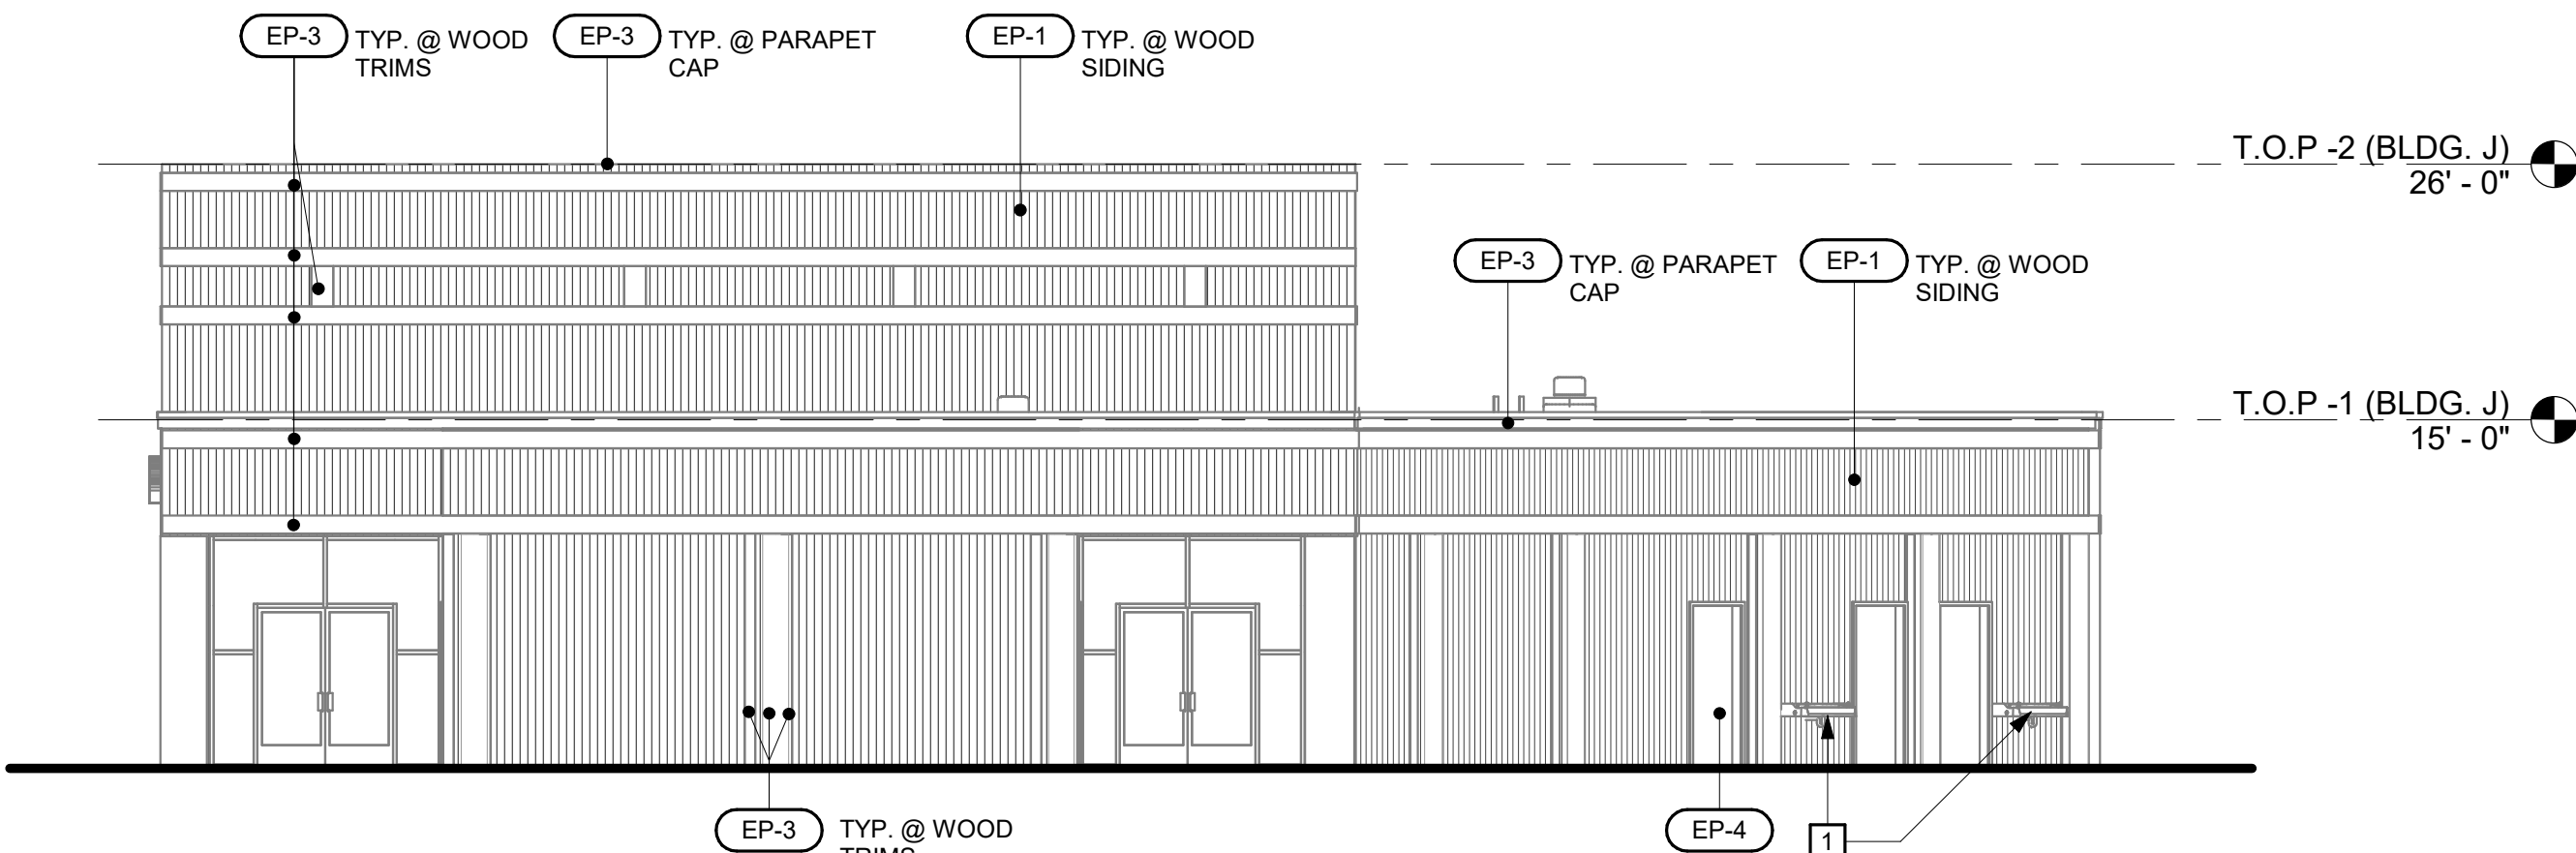 EP-3 TYP. @ WOOD
TRIMS
EP-3 TYP. @ PARAPET
CAP
EP-1 TYP. @ WOOD
SIDING
T.O.P -2 (BLDG. J)
26' - 0"
EP-3 TYP. @ PARAPET
CAP
EP-1 TYP. @ WOOD
SIDING
T.O.P -1 (BLDG. J)
15' - 0"
EP-3 TYP. @ WOOD
TRIMS
EP-4
1